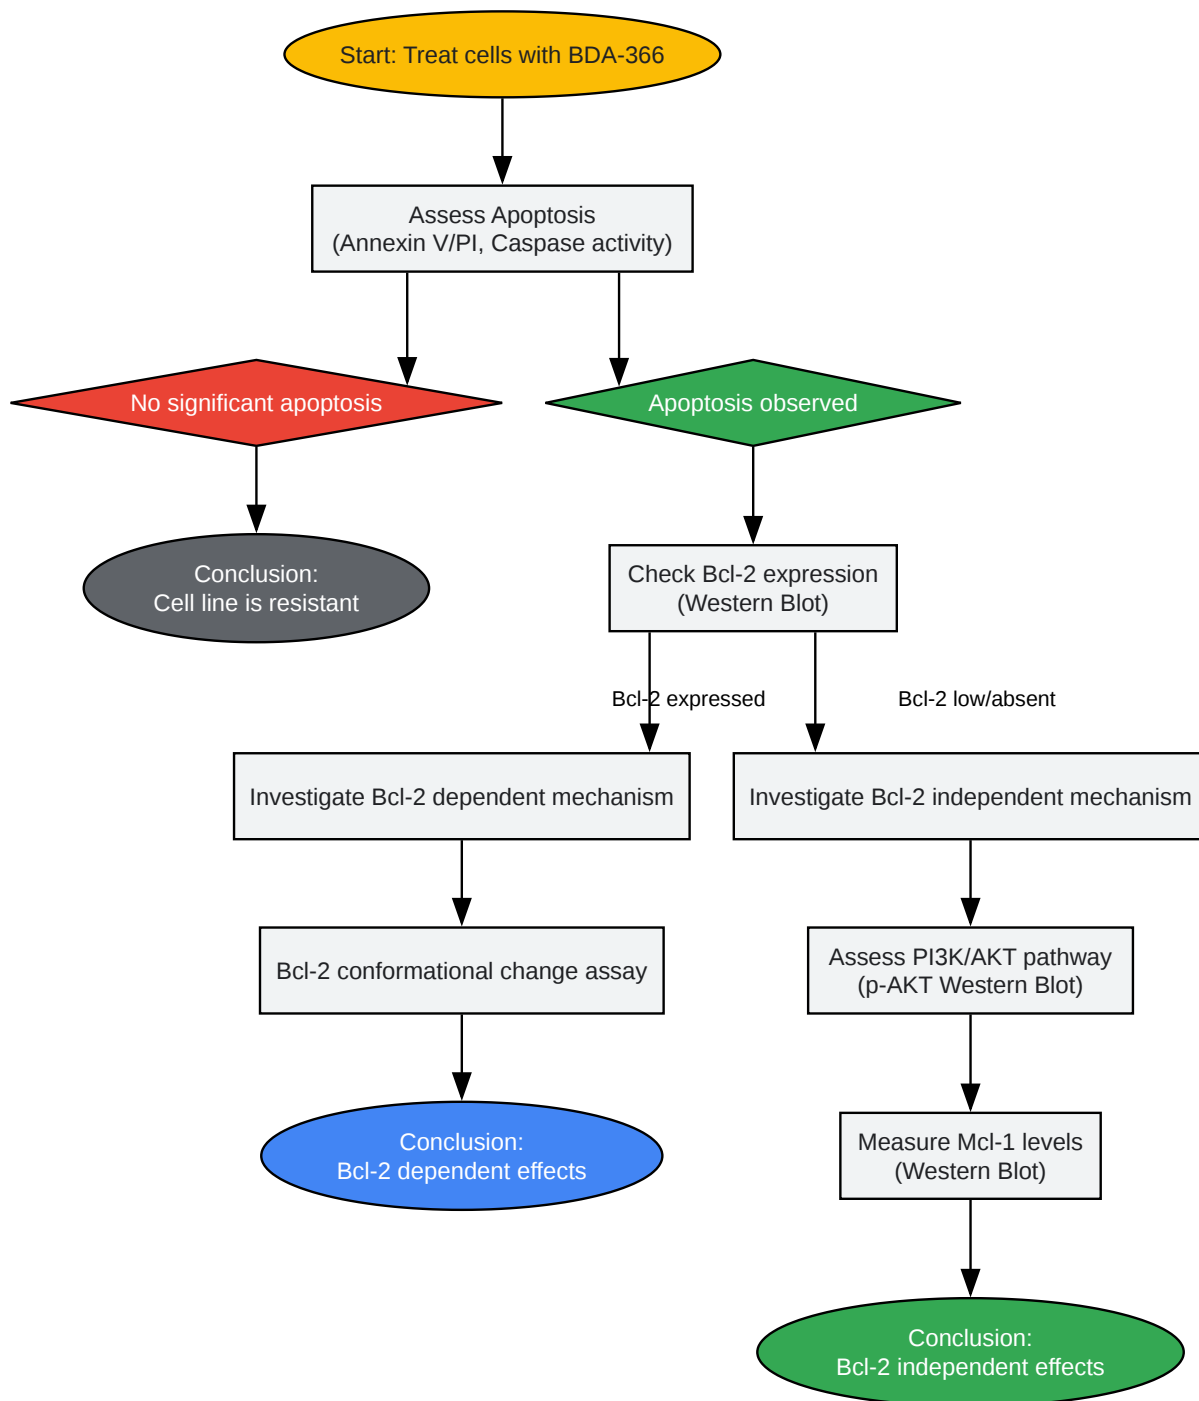 Start: Treat cells with BDA-366
Assess Apoptosis
(Annexin V/PI, Caspase activity)
No significant apoptosis
Apoptosis observed
Conclusion:
Cell line is resistant
Check Bcl-2 expression
(Western Blot)
Bcl-2 expressed
Bcl-2 low/absent
Investigate Bcl-2 dependent mechanism
Investigate Bcl-2 independent mechanism
Bcl-2 conformational change assay
Assess PI3K/AKT pathway
(p-AKT Western Blot)
Conclusion:
Bcl-2 dependent effects
Measure Mcl-1 levels
(Western Blot)
Conclusion:
Bcl-2 independent effects